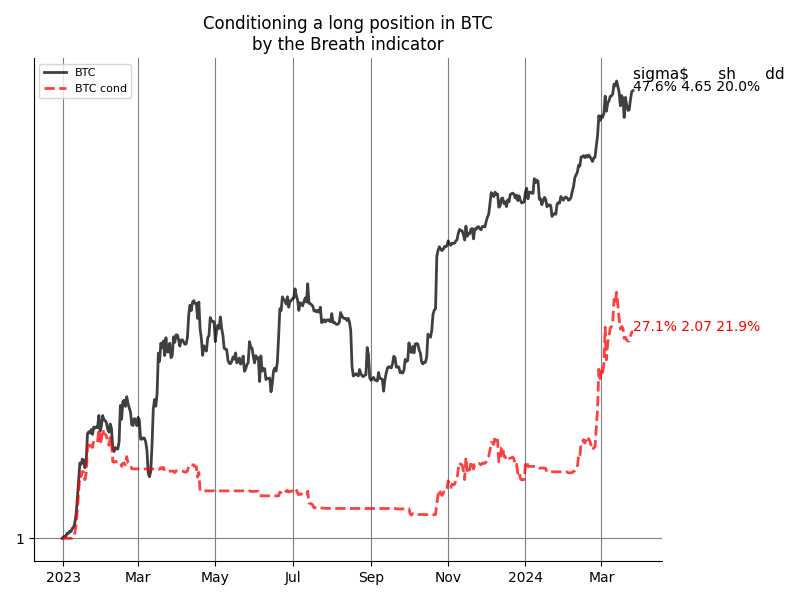 Conditioning a long position in BTC
by the Breath indicator
BTC
BTC cond
sigma$ sh dd
47.6% 4.65 20.0%
27.1% 2.07 21.9%
1
2023 Mar May Jul Sep Nov 2024 Mar